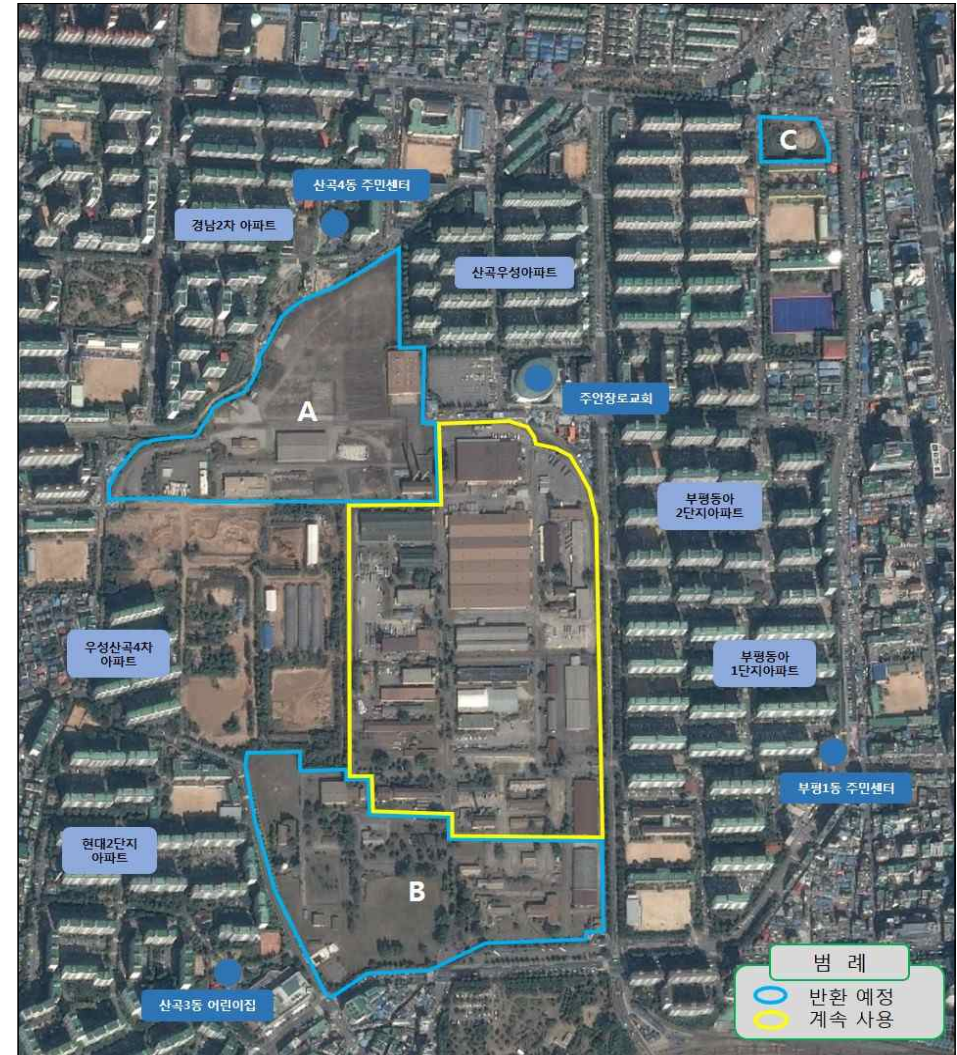 C
산곡4동 주민센터
경남2차 아파트
산곡우성아파트
주안장로교회
A
부평동아
2단지아파트
우성산곡4차
아파트
부평동아
1단지아파트
부평1동 주민센터
현대2단지
아파트
B
산곡3동 어린이집
범 례
반환 예정
계속 사용